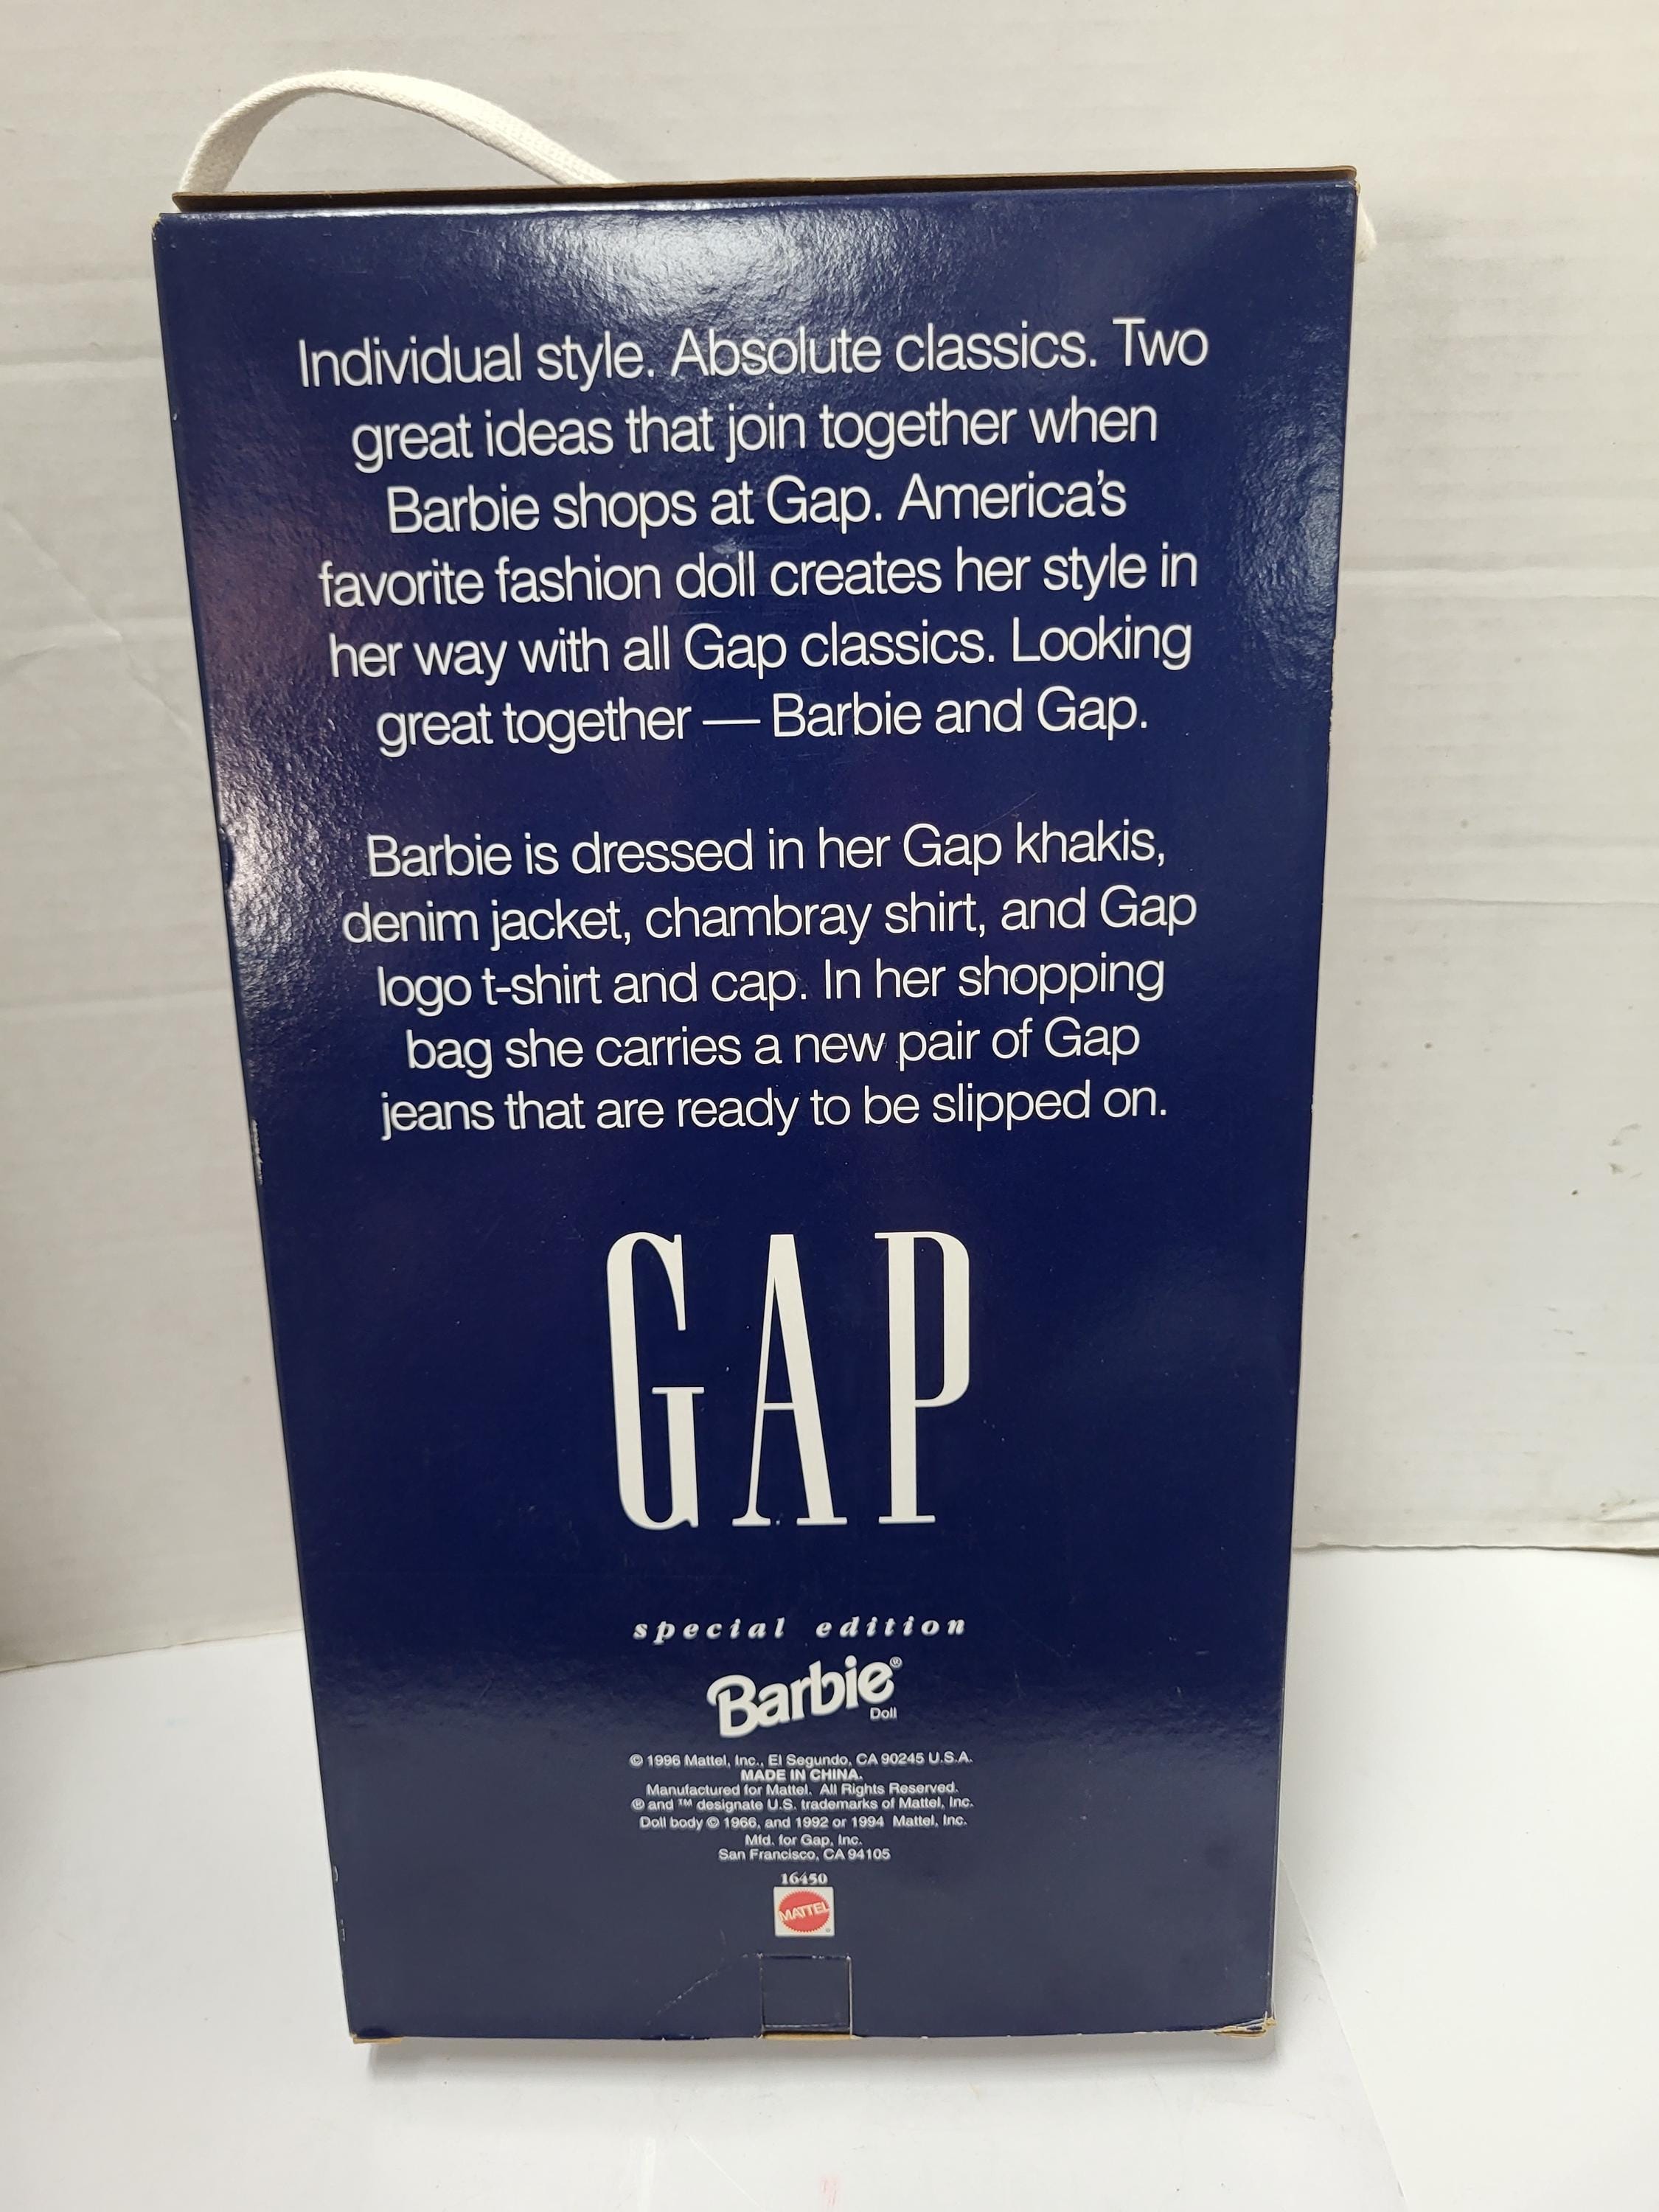 Individual style. Absolute classics. Two
great ideas that join together when
Barbie shops at Gap. America's
favorite fashion doll creates her style in
her way with all Gap classics. Looking
great together — Barbie and Gap.
Barbie is dressed in her Gap khakis,
denim jacket, chambray shirt, and Gap
logo t-shirt and cap. In her shopping
bag she carries a new pair of Gap
jeans that are ready to be slipped on.
GAP
special edition
Barbie®
Doll
© 1996 Mattel, Inc., El Segundo, CA 90245 U.S.A.
MADE IN CHINA.
Manufactured for Mattel. All Rights Reserved.
® and ™ designate U.S. trademarks of Mattel, Inc.
Doll body © 1966, and 1992 or 1994 Mattel, Inc.
Mfd. for Gap, Inc.
San Francisco, CA 94105
16450
MATTEL